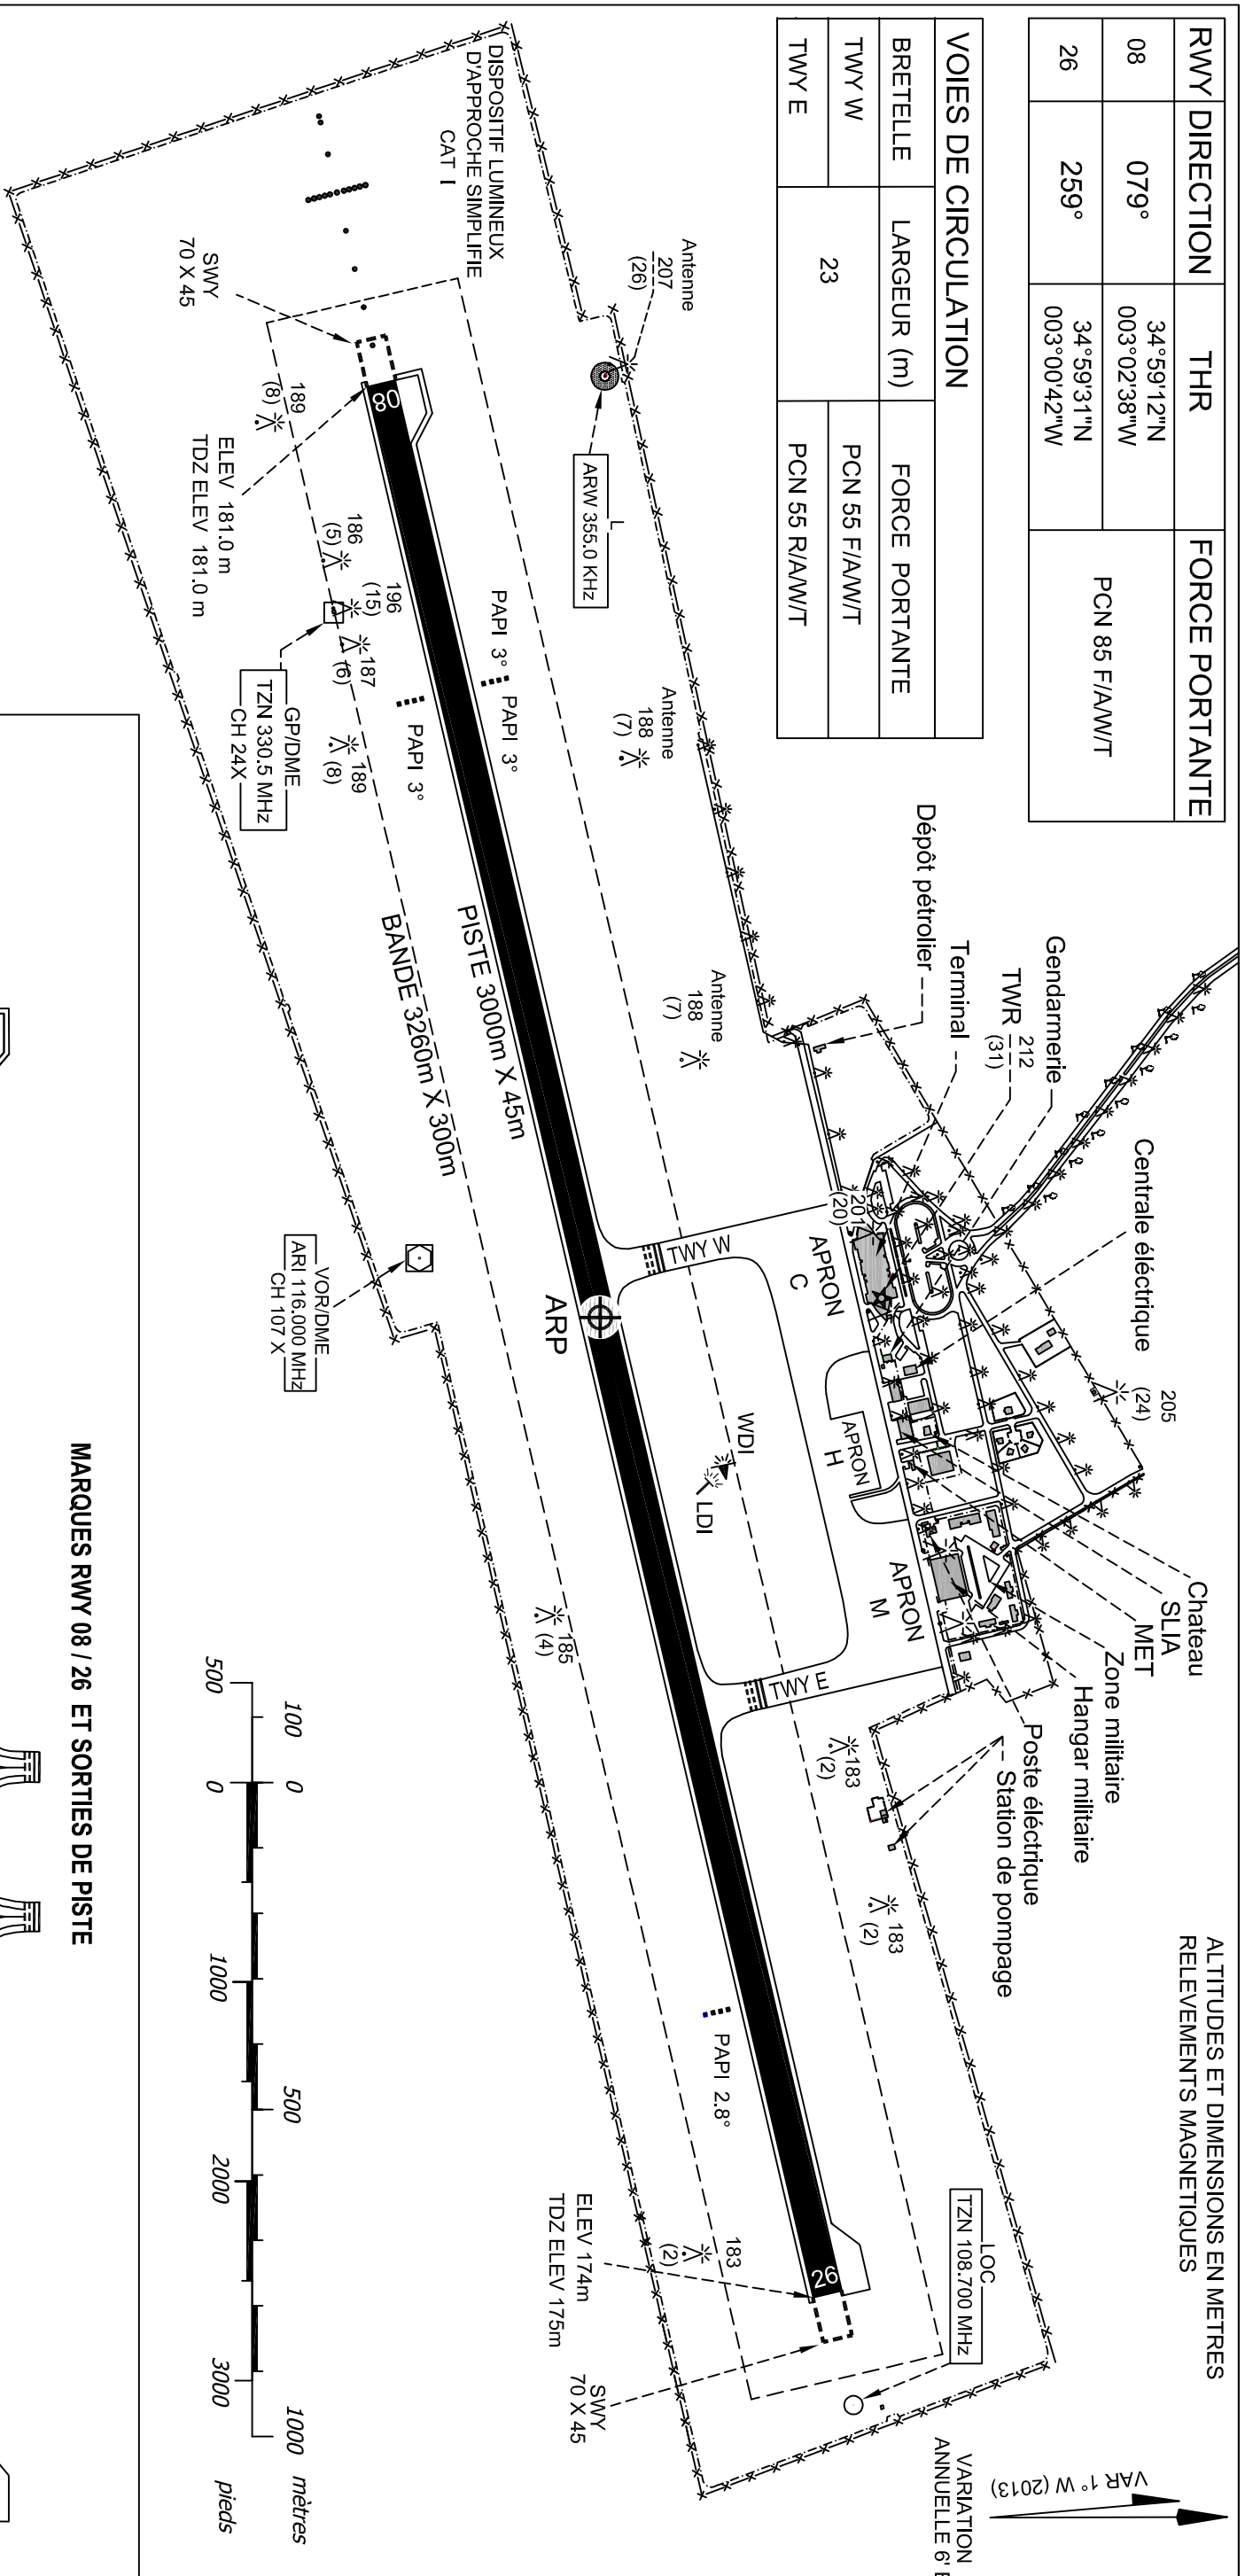 RWY DIRECTION THR FORCE PORTANTE
08 079° 34°59'12"N
003°02'38"W
26 259° 34°59'31"N
003°00'42"W
PCN 85 F/A/W/T
VOIES DE CIRCULATION
BRETELLE LARGEUR (m) FORCE PORTANTE
TWY W 23 PCN 55 F/A/W/T
TWY E PCN 55 R/A/W/T
ALTITUDES ET DIMENSIONS EN METRES
RELEVEMENTS MAGNETIQUES
VAR 1° W (2013)
VARIATION
ANNUELLE 6'
Centrale éléctrique
205
(24)
Gendarmerie
212
TWR
(31)
Terminal
Dépôt pétrolier
Chateau
SLIA
MET
Zone militaire
Hangar militaire
Poste éléctrique
Station de pompage
201
(20)
APRON
C
APRON
H
APRON
M
183
(2)
183
(2)
LOC
TZN 108.700 MHz
Antenne
207
(26)
L
ARW 355.0 KHz
Antenne
188
(7)
Antenne
188
(7)
TWY W
TWY E
WDI
LDI
DISPOSITIF LUMINEUX
D'APPROCHE SIMPLIFIE
CAT I
PAPI 3°
PAPI 3°
PAPI 3°
08
26
PISTE 3000m X 45m
BANDE 3260m X 300m
ARP
SWY
70 X 45
189
(8)
ELEV 181.0 m
TDZ ELEV 181.0 m
186
(5)
196
(15)
187
(6)
189
(8)
GP/DME
TZN 330.5 MHz
CH 24X
VOR/DME
ARI 116.000 MHz
CH 107 X
185
(4)
PAPI 2.8°
183
(2)
ELEV 174m
TDZ ELEV 175m
SWY
70 X 45
100 0 500 1000 mètres
500 0 1000 2000 3000 pieds
MARQUES RWY 08 / 26 ET SORTIES DE PISTE